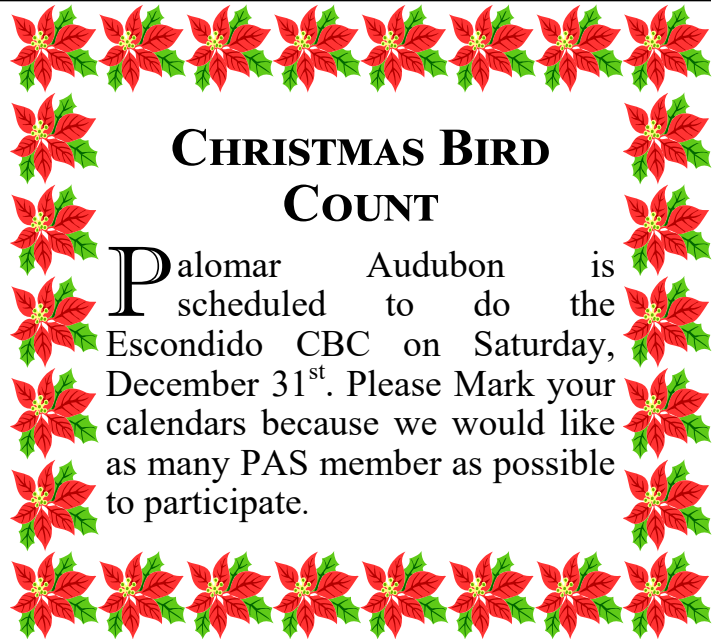 CHRISTMAS BIRD
COUNT
Palomar Audubon is
scheduled to do the
Escondido CBC on Saturday,
December 31st. Please Mark your
calendars because we would like
as many PAS member as possible
to participate.